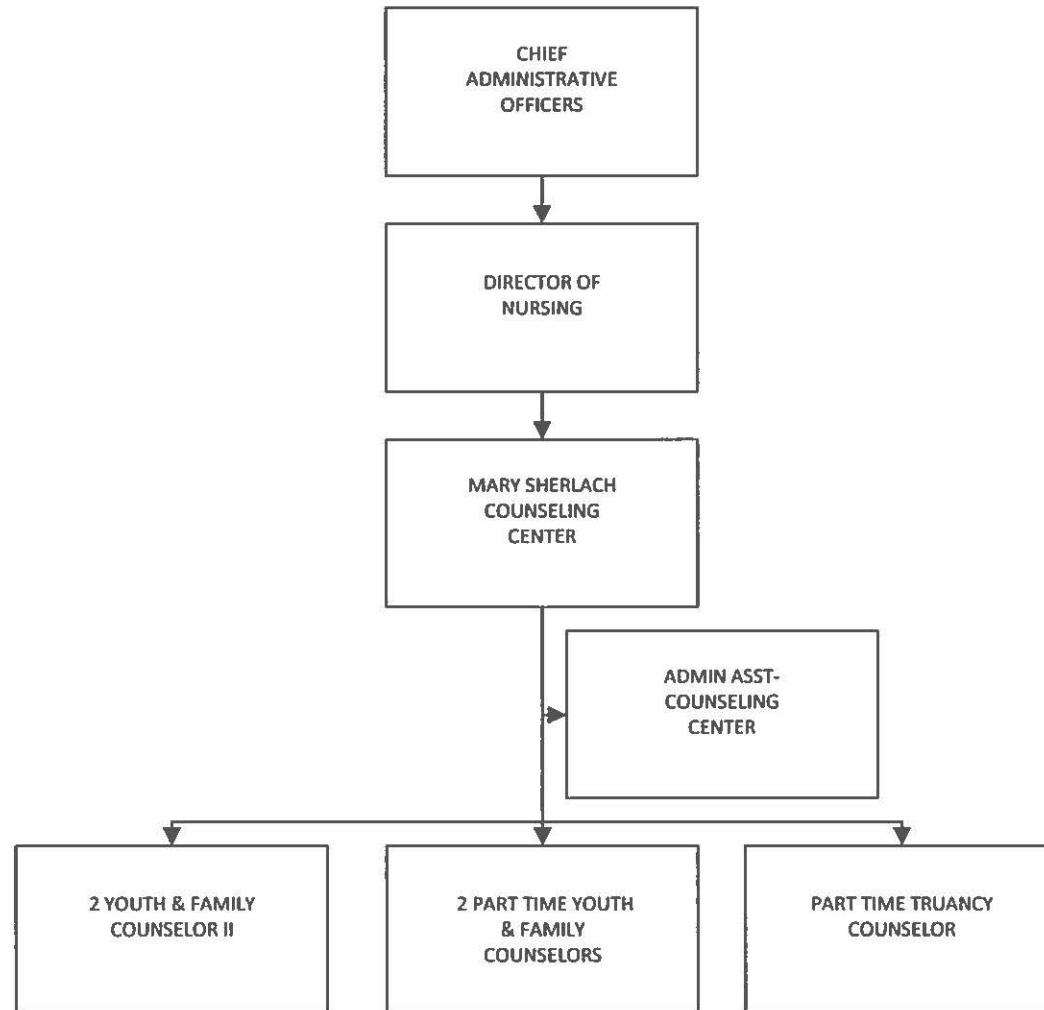 CHIEF
ADMINISTRATIVE
OFFICERS
DIRECTOR OF
NURSING
MARY SHERLACH
COUNSELING
CENTER
ADMIN ASST-
COUNSELING
CENTER
2 YOUTH & FAMILY
COUNSELOR II
2 PART TIME YOUTH
& FAMILY
COUNSELORS
PART TIME TRUANCY
COUNSELOR